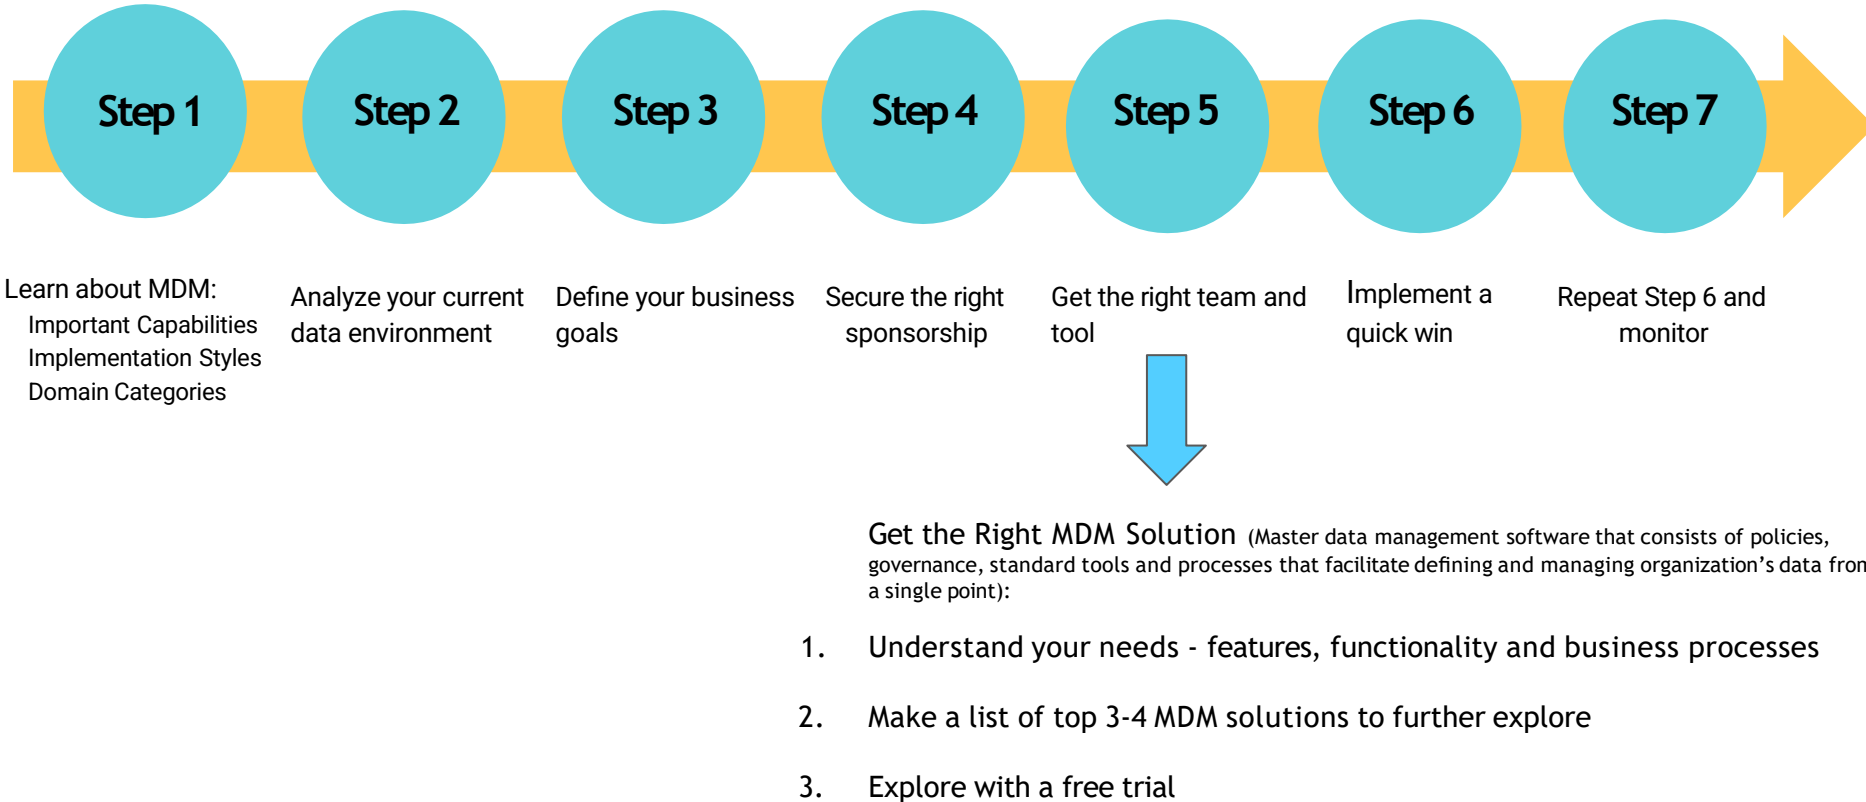 Step 1
Step 2
Step 3
Step 4
Step 5
Step 6
Step 7
Learn about MDM:
Important Capabilities
Implementation Styles
Domain Categories
Analyze your current
data environment
Define your business
goals
Secure the right
sponsorship
Get the right team and
tool
Implement a
quick win
Repeat Step 6 and
monitor
Get the Right MDM Solution (Master data management software that consists of policies,
governance, standard tools and processes that facilitate defining and managing organization's data from
a single point):
1. Understand your needs - features, functionality and business processes
2. Make a list of top 3-4 MDM solutions to further explore
3. Explore with a free trial